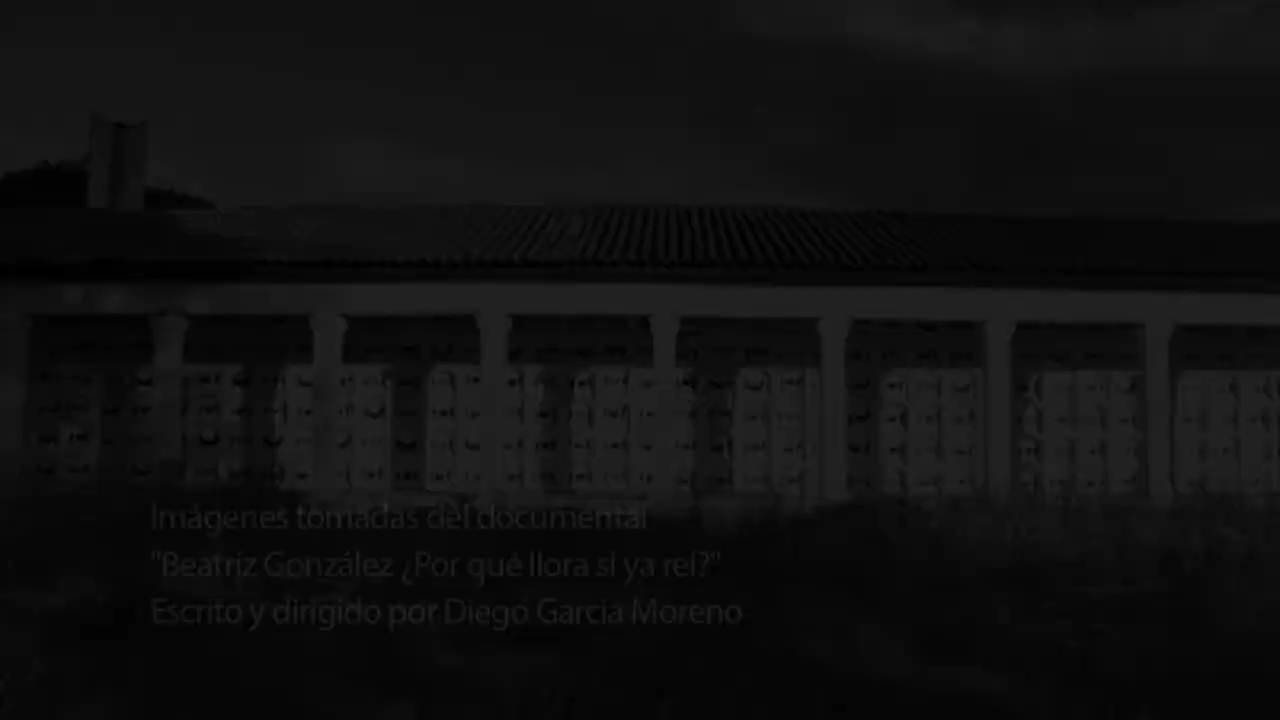 Imágenes tomadas del documental
"Beatriz González ¿Por qué llora si ya reí?"
Escrito y dirigido por Diego García Moreno